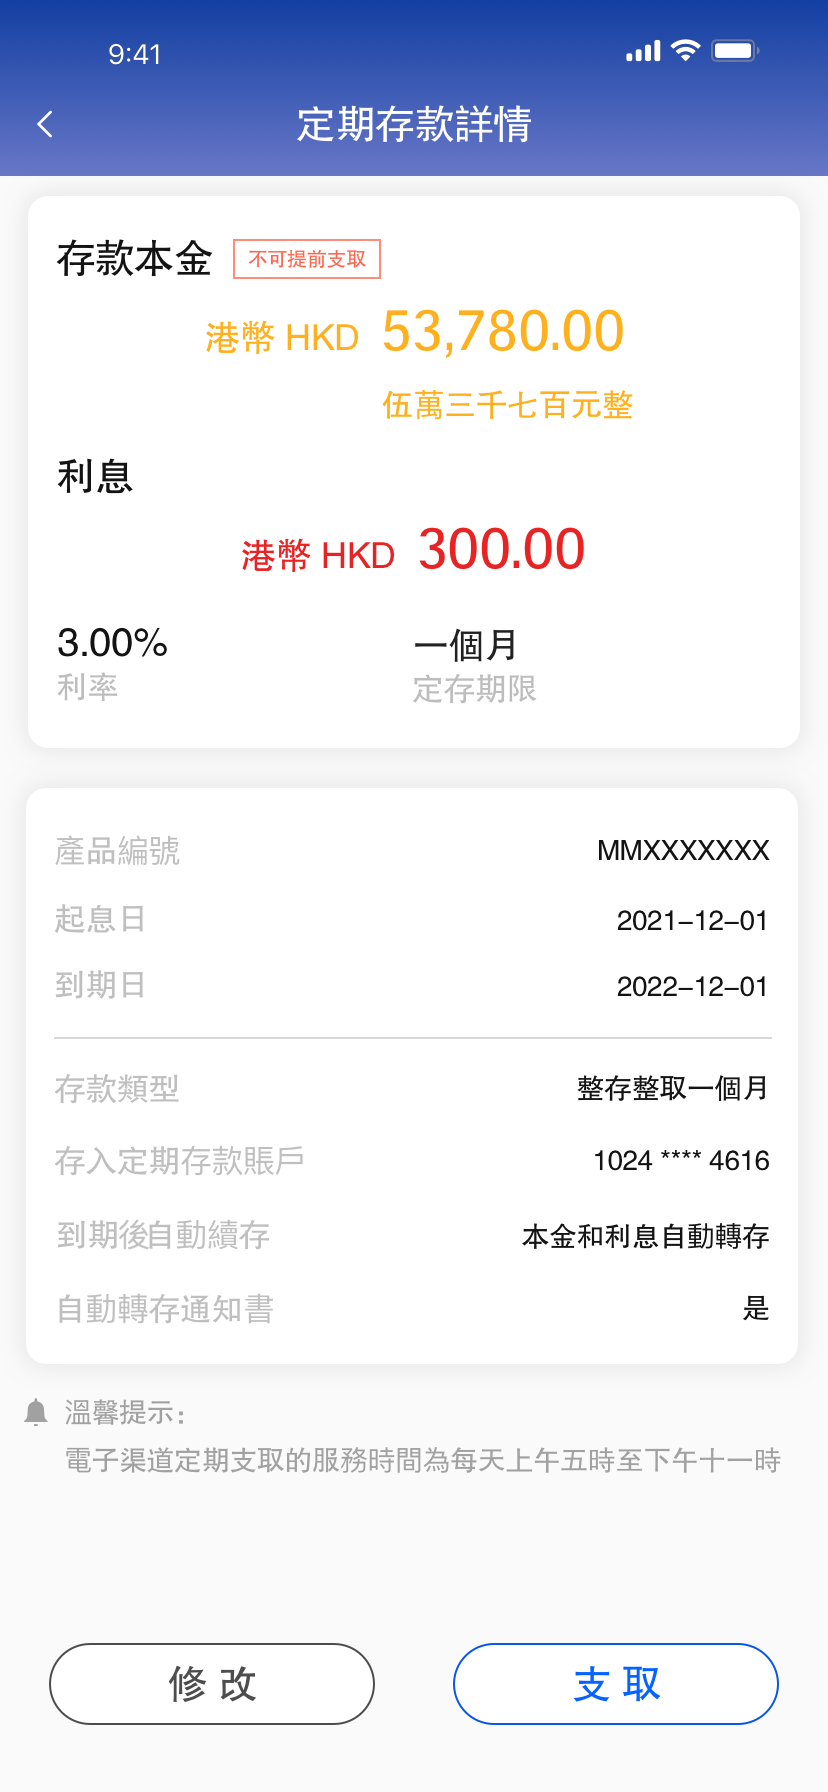 9:41
定期存款詳情
存款本金 不可提前支取
港幣 HKD 53,780.00
伍萬三千七百元整
利息
港幣 HKD 300.00
3.00% 一個月
利率 定存期限
產品編號 MMXXXXXXX
起息日 2021-12-01
到期日 2022-12-01
存款類型 整存整取一個月
存入定期存款賬戶 1024 **** 4616
到期後自動續存 本金和利息自動轉存
自動轉存通知書 是
溫馨提示：
電子渠道定期支取的服務時間為每天上午五時至下午十一時
修 改 支 取